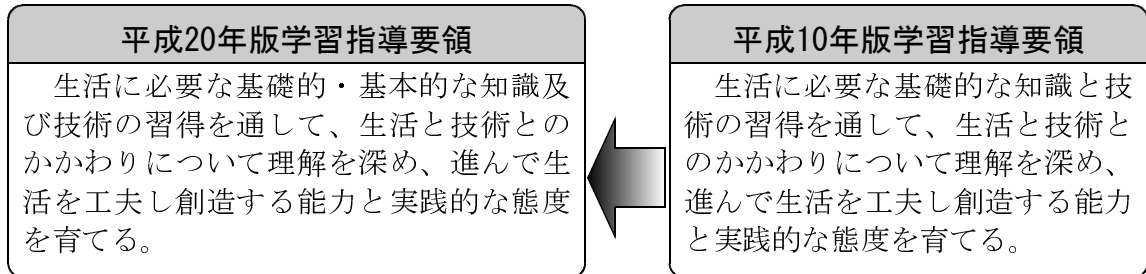 平成20年版学習指導要領
生活に必要な基礎的・基本的な知識及
び技術の習得を通して、生活と技術との
かかわりについて理解を深め、進んで生
活を工夫し創造する能力と実践的な態度
を育てる。
平成10年版学習指導要領
生活に必要な基礎的な知識と技
術の習得を通して、生活と技術と
のかかわりについて理解を深め、
進んで生活を工夫し創造する能力
と実践的な態度を育てる。